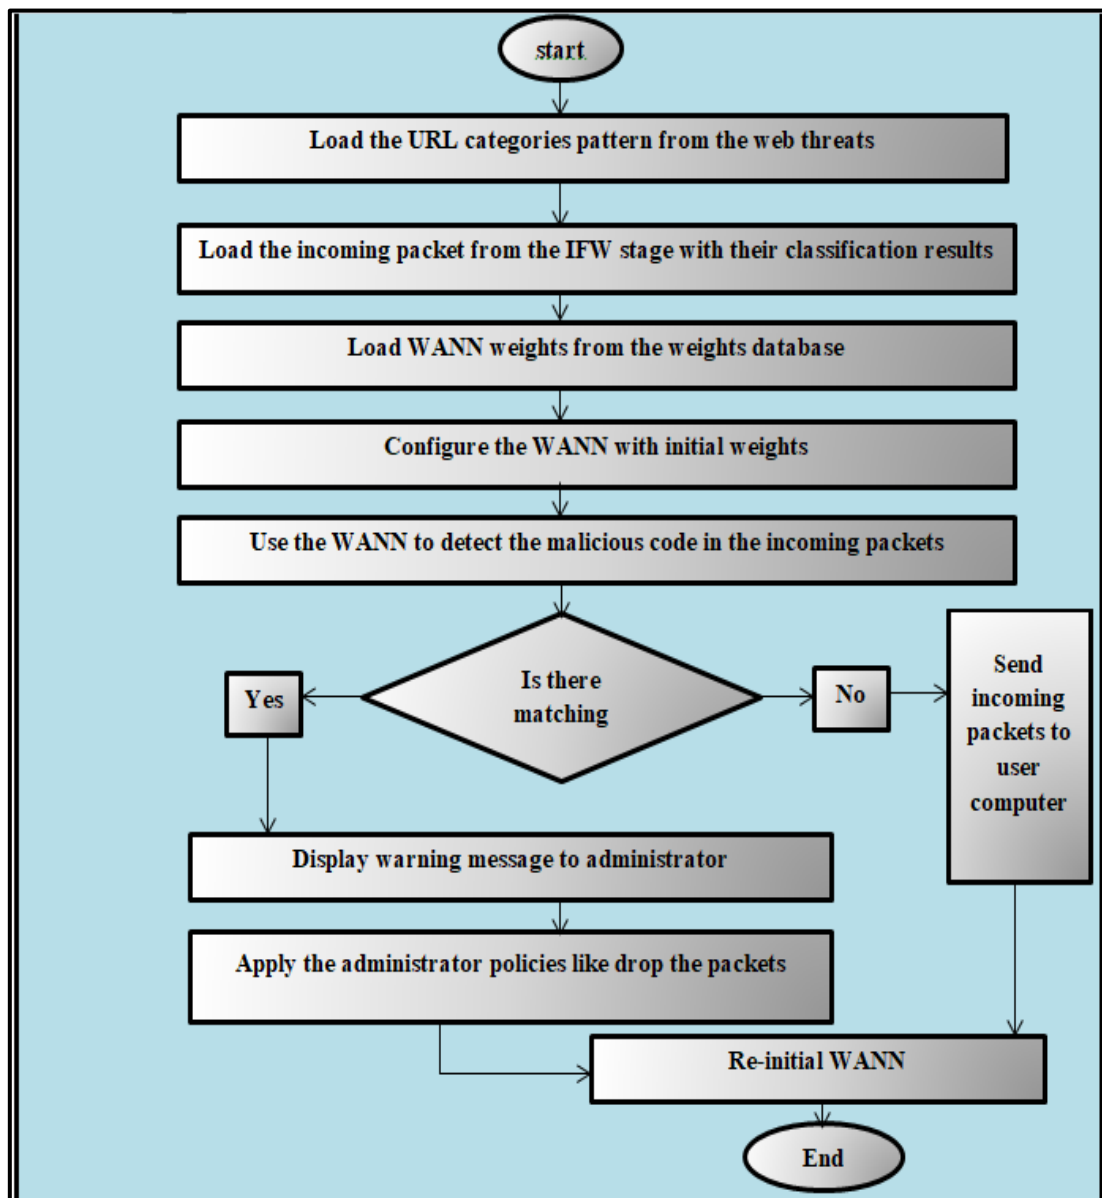 start
Load the URL categories pattern from the web threats
Load the incoming packet from the IFW stage with their classification results
Load WANN weights from the weights database
Configure the WANN with initial weights
Use the WANN to detect the malicious code in the incoming packets
Is there
matching
Yes
No
Send
incoming
packets to
user
computer
Display warning message to administrator
Apply the administrator policies like drop the packets
Re-initial WANN
End